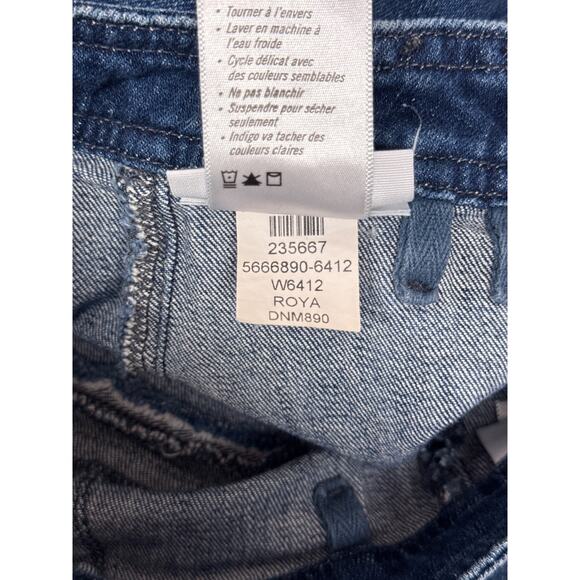 • Tourner à l'envers
• Laver en machine à
l'eau froide
• Cycle délicat avec
des couleurs semblables
• Ne pas blanchir
• Suspendre pour sécher
seulement
• Indigo va tacher des
couleurs claires
235667
5666890-6412
W6412
ROYA
DNM890